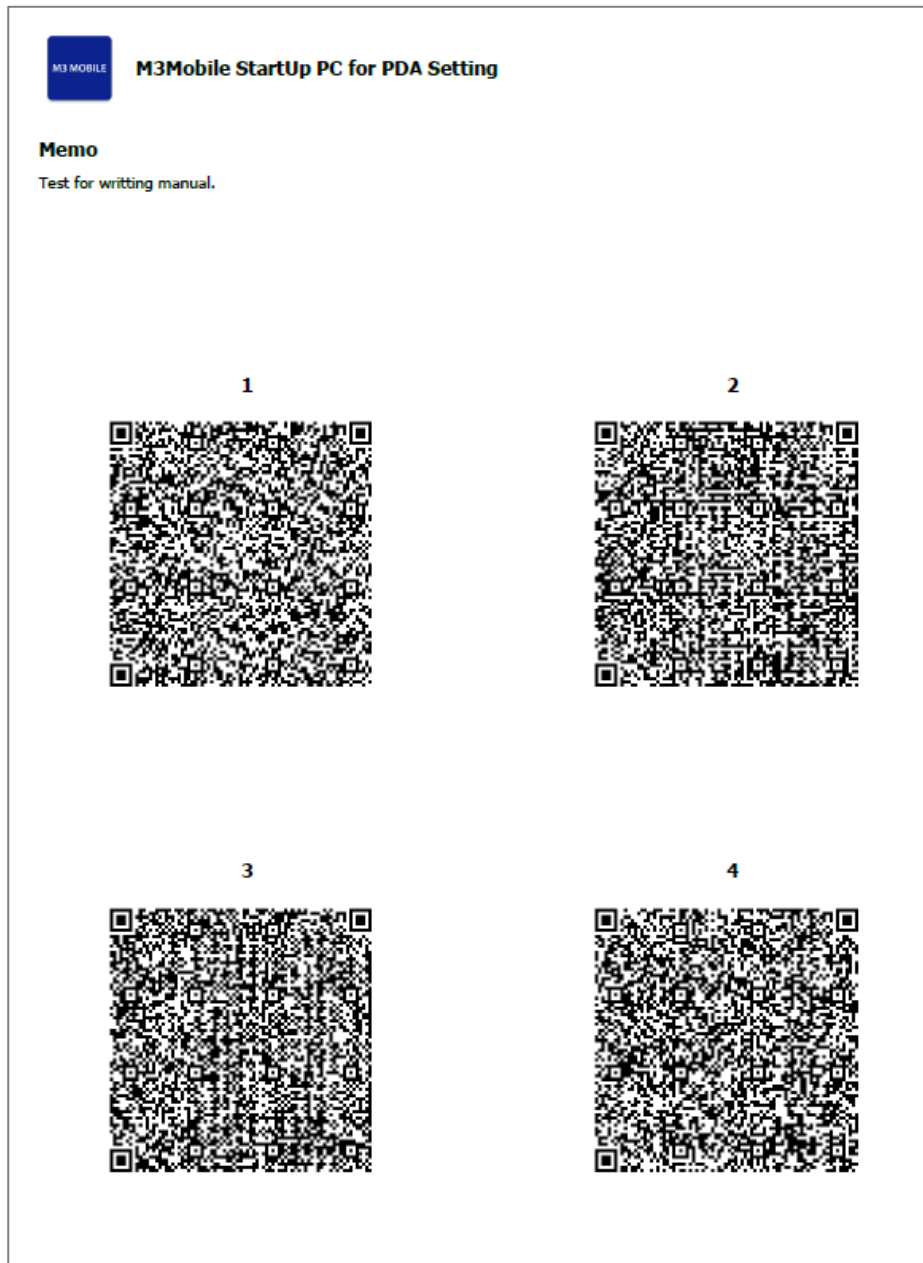 M3 MOBILE
M3Mobile StartUp PC for PDA Setting
Memo
Test for writting manual.
1
2
3
4